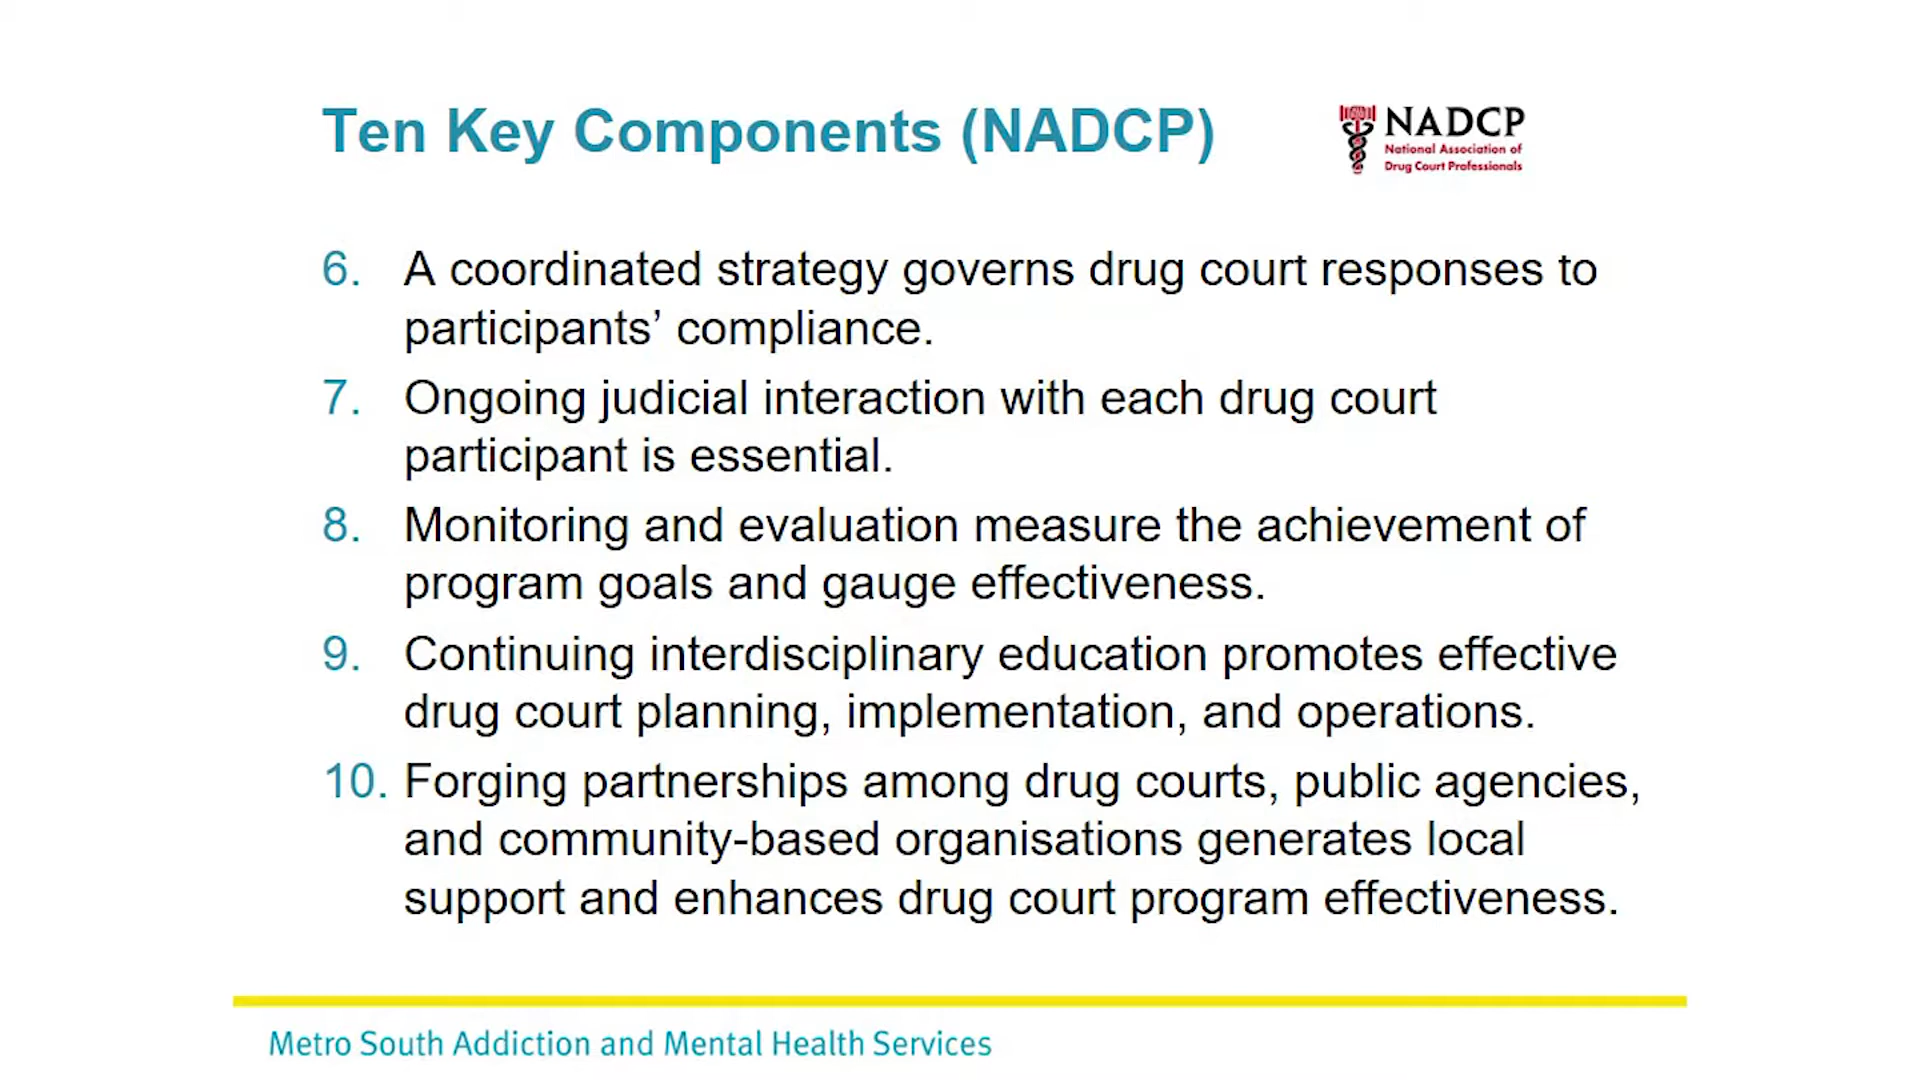 Ten Key Components (NADCP)
NADCP
National Association of
Drug Court Professionals
6. A coordinated strategy governs drug court responses to
participants’ compliance.
7. Ongoing judicial interaction with each drug court
participant is essential.
8. Monitoring and evaluation measure the achievement of
program goals and gauge effectiveness.
9. Continuing interdisciplinary education promotes effective
drug court planning, implementation, and operations.
10. Forging partnerships among drug courts, public agencies,
and community-based organisations generates local
support and enhances drug court program effectiveness.
Metro South Addiction and Mental Health Services